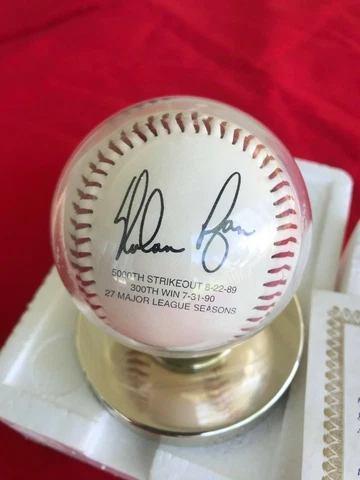 Nolan Ryan
5000TH STRIKEOUT 8-22-89
300TH WIN 7-31-90
27 MAJOR LEAGUE SEASONS